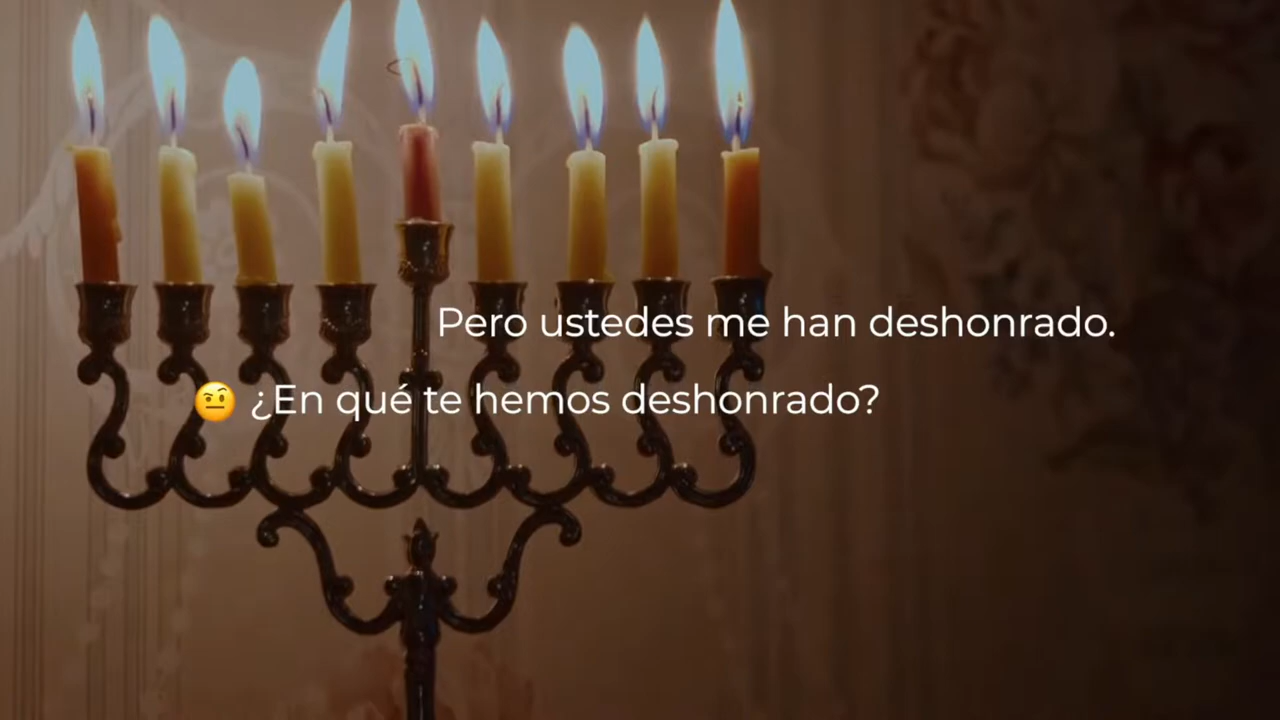 Pero ustedes me han deshonrado.
🤨 ¿En qué te hemos deshonrado?